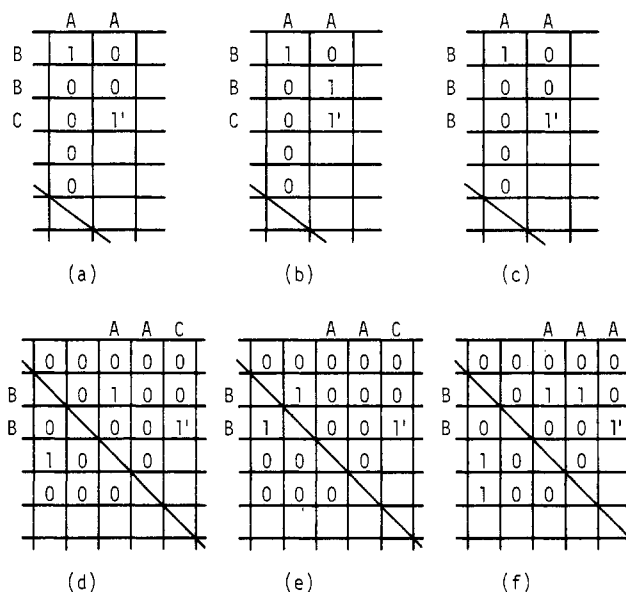 A A
B 1 0
B 0 0
C 0 1'
0
0
(a)
A A
B 1 0
B 0 1
C 0 1'
0
0
(b)
A A
B 1 0
B 0 0
B 0 1'
0
0
(c)
A A C
0 0 0 0 0
B 0 1 0 0
B 0 0 0 1'
1 0 0
0 0 0
(d)
A A C
0 0 0 0 0
B 1 0 0 0
B 1 0 0 1'
0 0 0
0 0 0
(e)
A A A
0 0 0 0 0
B 0 1 1 0
B 0 0 0 1'
1 0 0
1 0 0
(f)